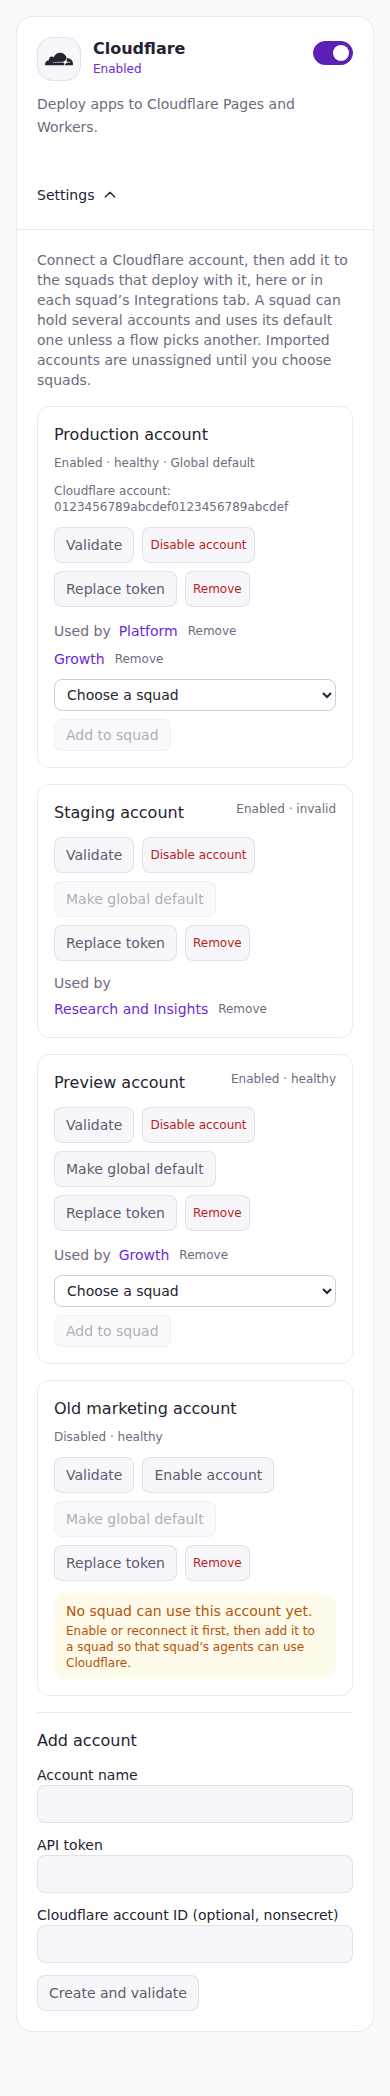 Cloudflare
Enabled
Deploy apps to Cloudflare Pages and
Workers.
Settings
Connect a Cloudflare account, then add it to
the squads that deploy with it, here or in
each squad’s Integrations tab. A squad can
hold several accounts and uses its default
one unless a flow picks another. Imported
accounts are unassigned until you choose
squads.
Production account
Enabled · healthy · Global default
Cloudflare account:
0123456789abcdef0123456789abcdef
Validate Disable account
Replace token Remove
Used by Platform Remove
Growth Remove
Choose a squad
Add to squad
Staging account Enabled · invalid
Validate Disable account
Make global default
Replace token Remove
Used by
Research and Insights Remove
Preview account Enabled · healthy
Validate Disable account
Make global default
Replace token Remove
Used by Growth Remove
Choose a squad
Add to squad
Old marketing account
Disabled · healthy
Validate Enable account
Make global default
Replace token Remove
No squad can use this account yet.
Enable or reconnect it first, then add it to
a squad so that squad's agents can use
Cloudflare.
Add account
Account name
API token
Cloudflare account ID (optional, nonsecret)
Create and validate